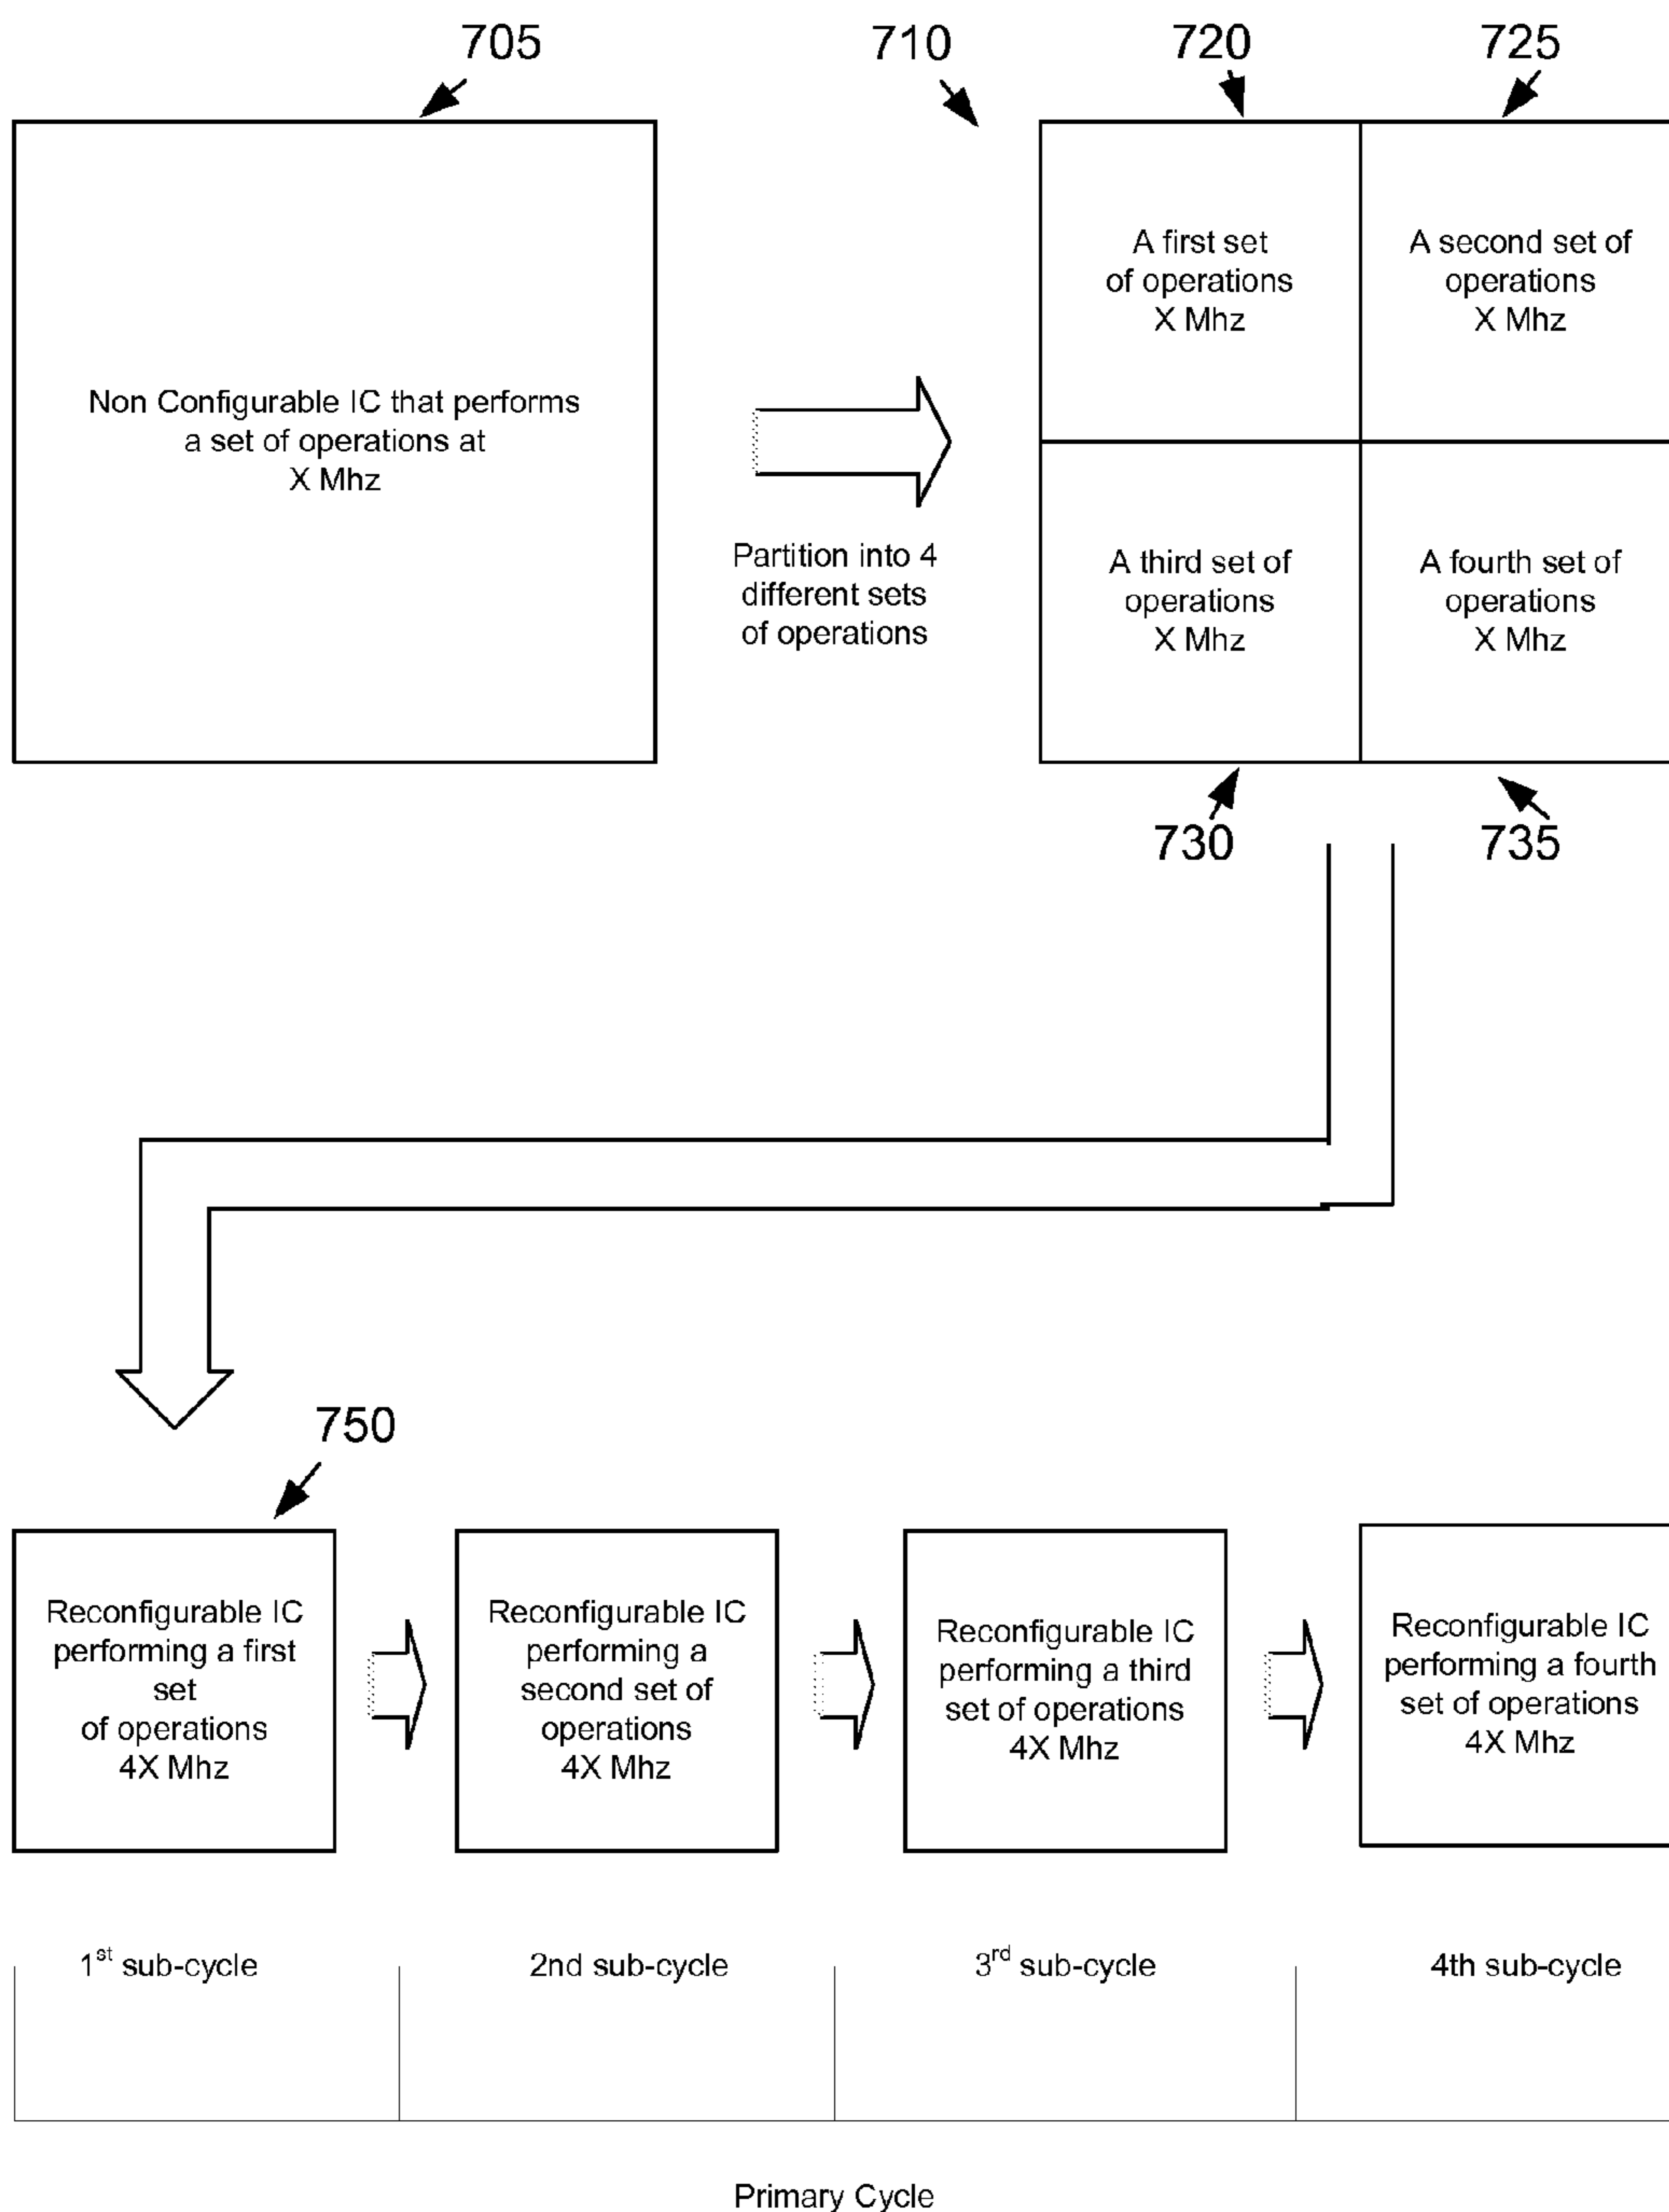 705
710
720
725
Non Configurable IC that performs
a set of operations at
X Mhz
Partition into 4
different sets
of operations
A first set
of operations
X Mhz
A second set of
operations
X Mhz
A third set of
operations
X Mhz
A fourth set of
operations
X Mhz
730
735
750
Reconfigurable IC
performing a first
set
of operations
4X Mhz
Reconfigurable IC
performing a
second set of
operations
4X Mhz
Reconfigurable IC
performing a third
set of operations
4X Mhz
Reconfigurable IC
performing a fourth
set of operations
4X Mhz
1st sub-cycle
2nd sub-cycle
3rd sub-cycle
4th sub-cycle
Primary Cycle